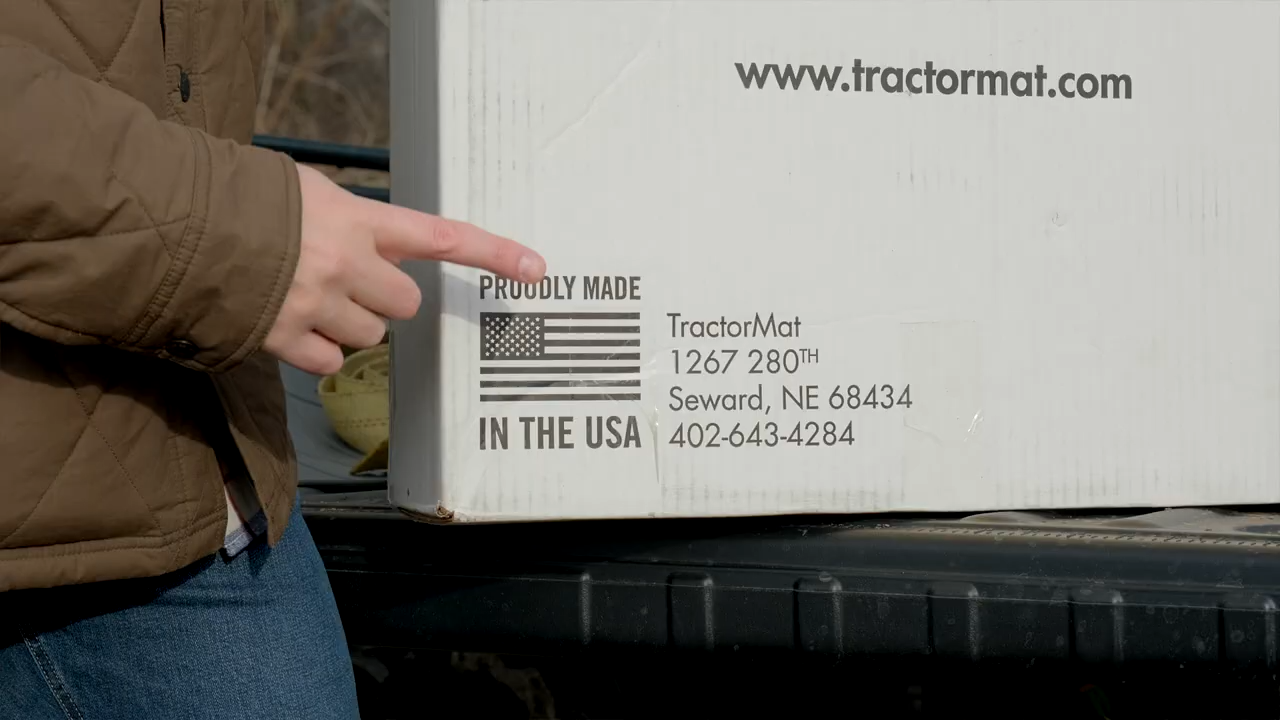 www.tractormat.com
PROUDLY MADE
IN THE USA
TractorMat
1267 280TH
Seward, NE 68434
402-643-4284